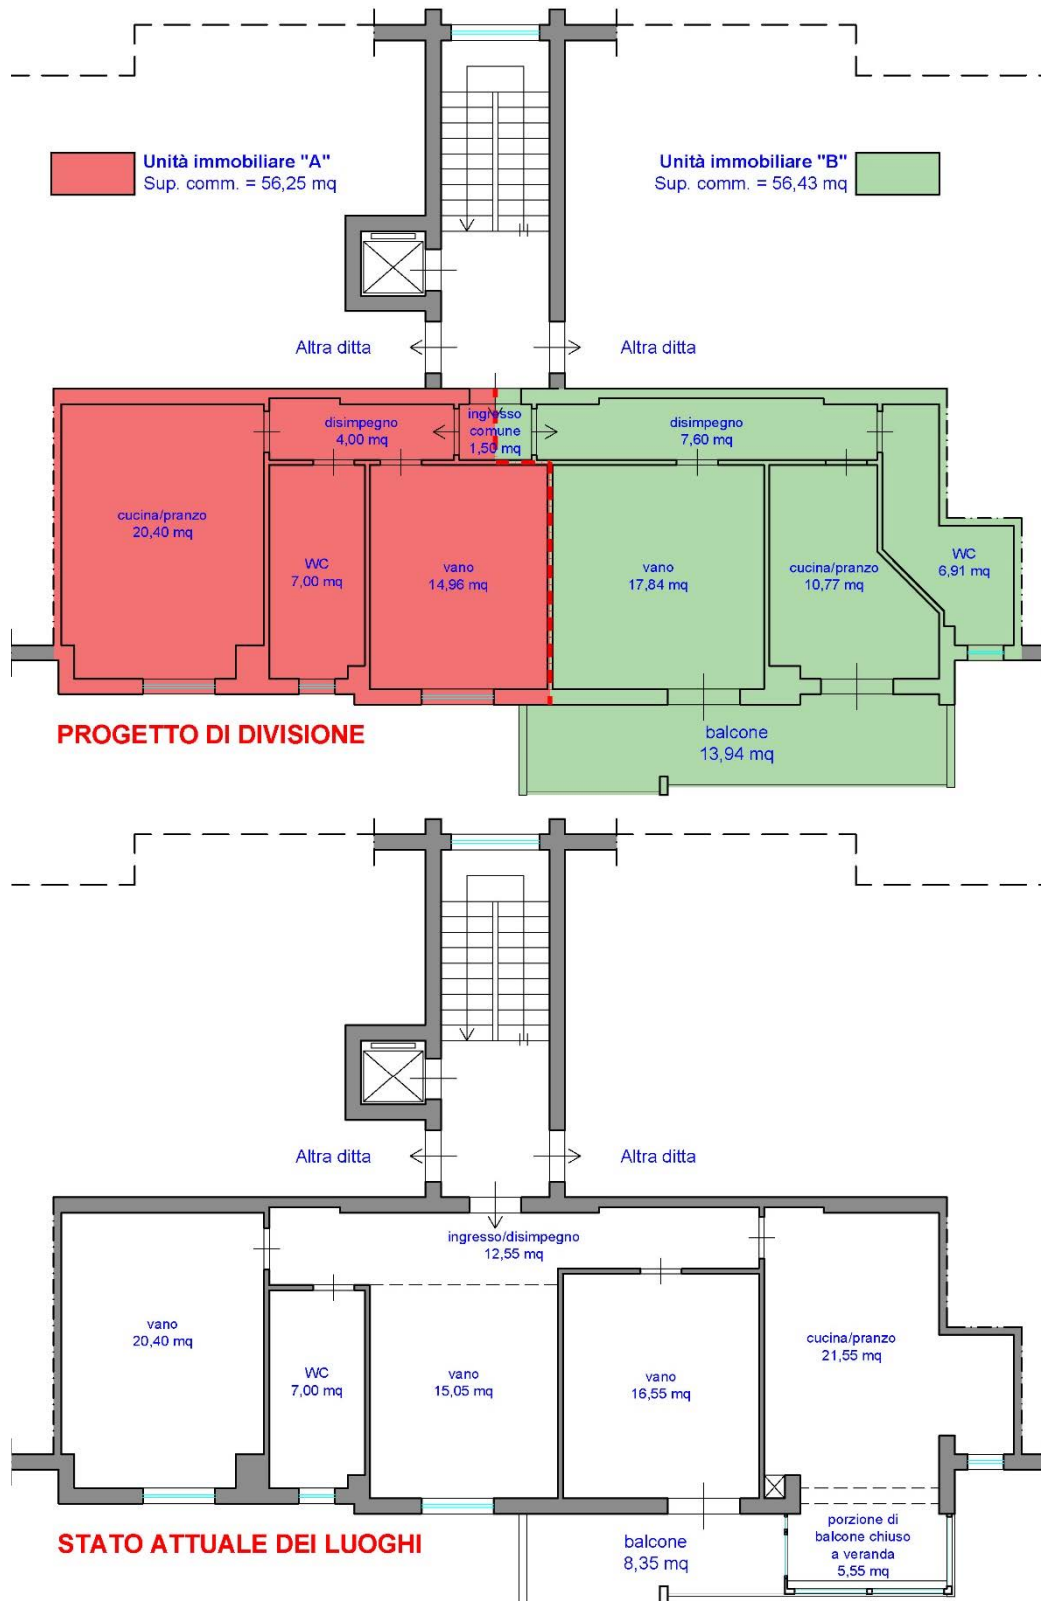 Unità immobiliare "A"
Sup. comm. = 56,25 mq
Unità immobiliare "B"
Sup. comm. = 56,43 mq
Altra ditta
Altra ditta
disimpegno
4,00 mq
ingresso
comune
1,50 mq
disimpegno
7,60 mq
cucina/pranzo
20,40 mq
WC
7,00 mq
vano
14,96 mq
vano
17,84 mq
cucina/pranzo
10,77 mq
WC
6,91 mq
PROGETTO DI DIVISIONE
balcone
13,94 mq
Altra ditta
Altra ditta
ingresso/disimpegno
12,55 mq
vano
20,40 mq
WC
7,00 mq
vano
15,05 mq
vano
16,55 mq
cucina/pranzo
21,55 mq
STATO ATTUALE DEI LUOGHI
balcone
8,35 mq
porzione di
balcone chiuso
a veranda
5,55 mq